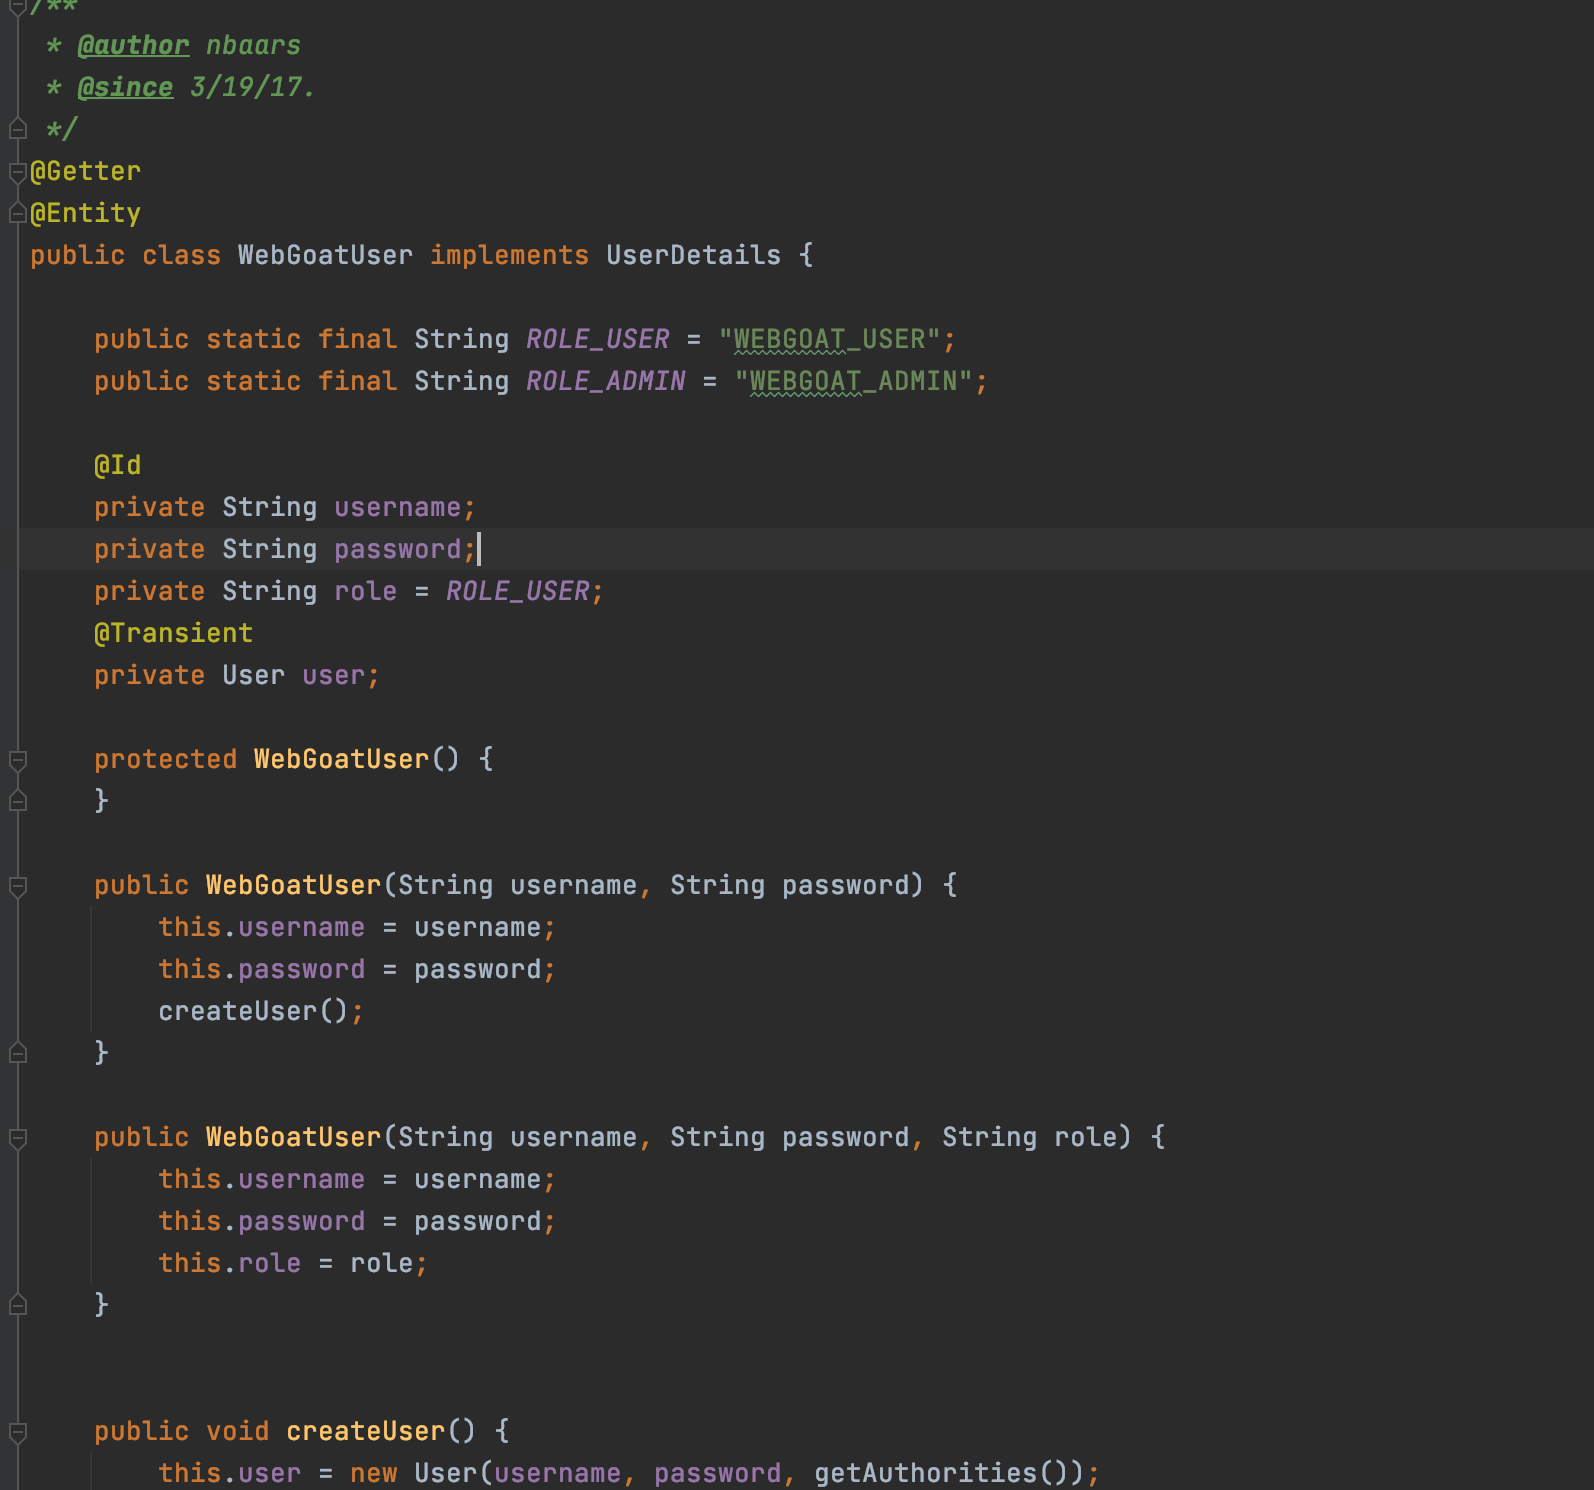 /**
 * @author nbaars
 * @since 3/19/17.
 */
@Getter
@Entity
public class WebGoatUser implements UserDetails {
    public static final String ROLE_USER = "WEBGOAT_USER";
    public static final String ROLE_ADMIN = "WEBGOAT_ADMIN";
    @Id
    private String username;
    private String password;
    private String role = ROLE_USER;
    @Transient
    private User user;
    protected WebGoatUser() {
    }
    public WebGoatUser(String username, String password) {
        this.username = username;
        this.password = password;
        createUser();
    }
    public WebGoatUser(String username, String password, String role) {
        this.username = username;
        this.password = password;
        this.role = role;
    }
    public void createUser() {
        this.user = new User(username, password, getAuthorities());